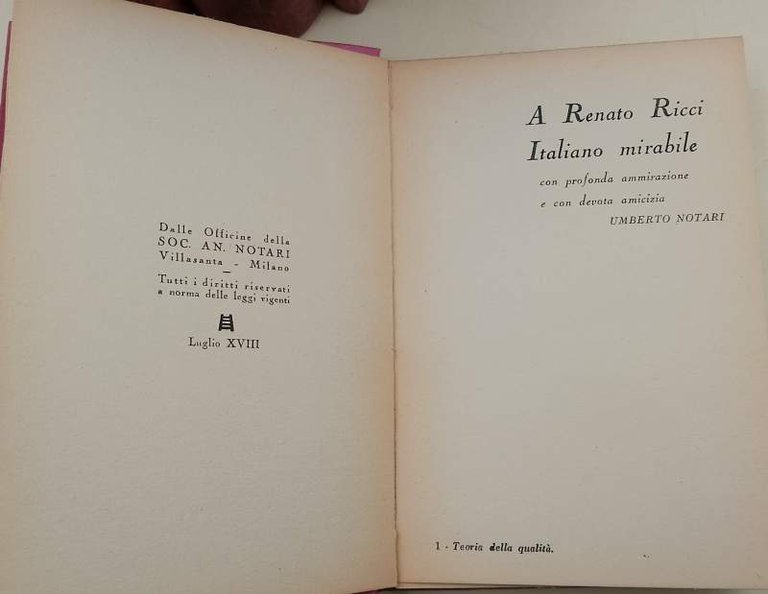 Dalle Officine della
SOC. AN. NOTARI
Villasanta - Milano
Tutti i diritti riservati
a norma delle leggi vigenti
Luglio XVIII
A Renato Ricci
Italiano mirabile
con profonda ammirazione
e con devota amicizia
UMBERTO NOTARI
1 - Teoria della qualità.